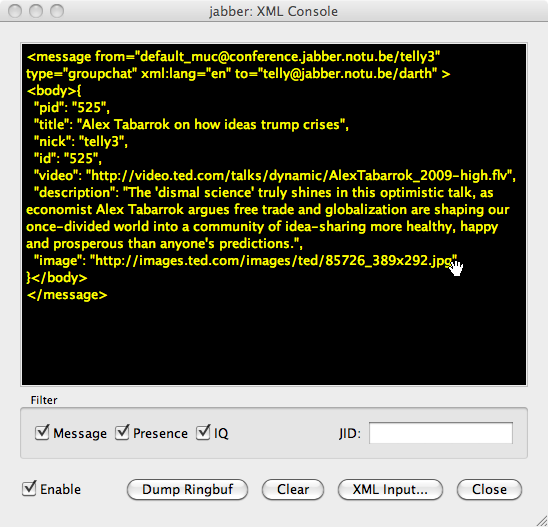 jabber: XML Console
<message from="default_muc@conference.jabber.notu.be/telly3"
type="groupchat" xml:lang="en" to="telly@jabber.notu.be/darth" >
<body>{
"pid": "525",
"title": "Alex Tabarrok on how ideas trump crises",
"nick": "telly3",
"id": "525",
"video": "http://video.ted.com/talks/dynamic/AlexTabarrok_2009-high.flv",
"description": "The 'dismal science' truly shines in this optimistic talk, as
economist Alex Tabarrok argues free trade and globalization are shaping our
once-divided world into a community of idea-sharing more healthy, happy
and prosperous than anyone's predictions.",
"image": "http://images.ted.com/images/ted/85726_389x292.jpg"
}</body>
</message>
Filter
Message Presence IQ JID:
Enable Dump Ringbuf Clear XML Input... Close